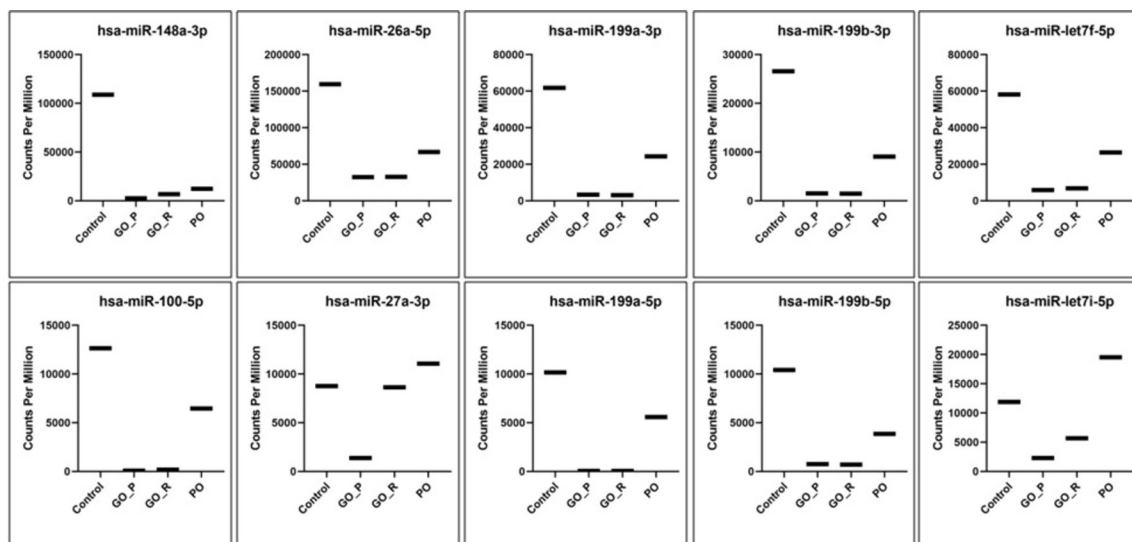 hsa-miR-148a-3p
Counts Per Million
150000
100000
50000
0
Control
GO_P
GO_R
PO
hsa-miR-26a-5p
Counts Per Million
200000
150000
100000
50000
0
Control
GO_P
GO_R
PO
hsa-miR-199a-3p
Counts Per Million
80000
60000
40000
20000
0
Control
GO_P
GO_R
PO
hsa-miR-199b-3p
Counts Per Million
30000
20000
10000
0
Control
GO_P
GO_R
PO
hsa-miR-let7f-5p
Counts Per Million
80000
60000
40000
20000
0
Control
GO_P
GO_R
PO
hsa-miR-100-5p
Counts Per Million
15000
10000
5000
0
Control
GO_P
GO_R
PO
hsa-miR-27a-3p
Counts Per Million
15000
10000
5000
0
Control
GO_P
GO_R
PO
hsa-miR-199a-5p
Counts Per Million
15000
10000
5000
0
Control
GO_P
GO_R
PO
hsa-miR-199b-5p
Counts Per Million
15000
10000
5000
0
Control
GO_P
GO_R
PO
hsa-miR-let7i-5p
Counts Per Million
25000
20000
15000
10000
5000
0
Control
GO_P
GO_R
PO